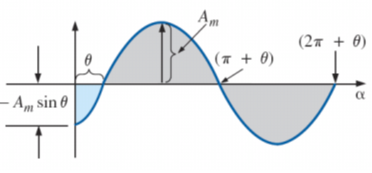 A_m
θ
(π + θ)
(2π + θ)
α
– A_m sin θ